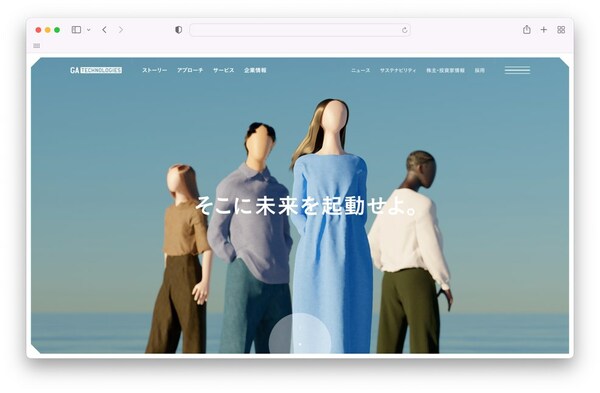 GA TECHNOLOGIES
ストーリー アプローチ サービス 企業情報
ニュース サステナビリティ 株主・投資家情報 採用
そこに未来を起動せよ。